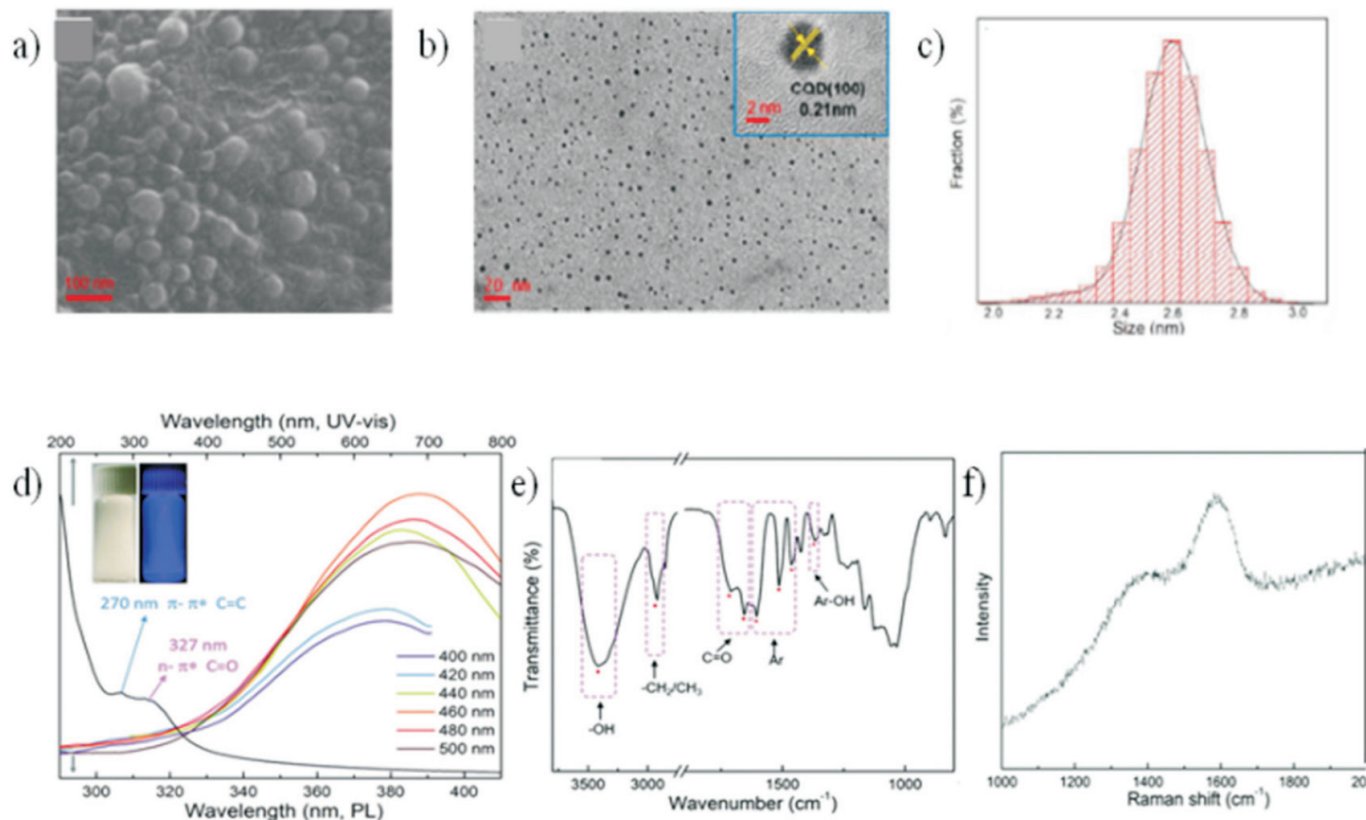 a)
100 nm
b)
CQD(100)
0.21nm
2 nm
20 nm
c)
Fraction (%)
2.0 2.2 2.4 2.6 2.8 3.0
Size (nm)
d)
Wavelength (nm, UV-vis)
200 300 400 500 600 700 800
270 nm π- π* C=C
327 nm
n- π* C=O
400 nm
420 nm
440 nm
460 nm
480 nm
500 nm
300 320 340 360 380 400
Wavelength (nm, PL)
e)
Transmittance (%)
-OH
-CH₂/CH₃
C=O
Ar
Ar-OH
3500 3000 1500 1000
Wavenumber (cm⁻¹)
f)
Intensity
1000 1200 1400 1600 1800 200
Raman shift (cm⁻¹)